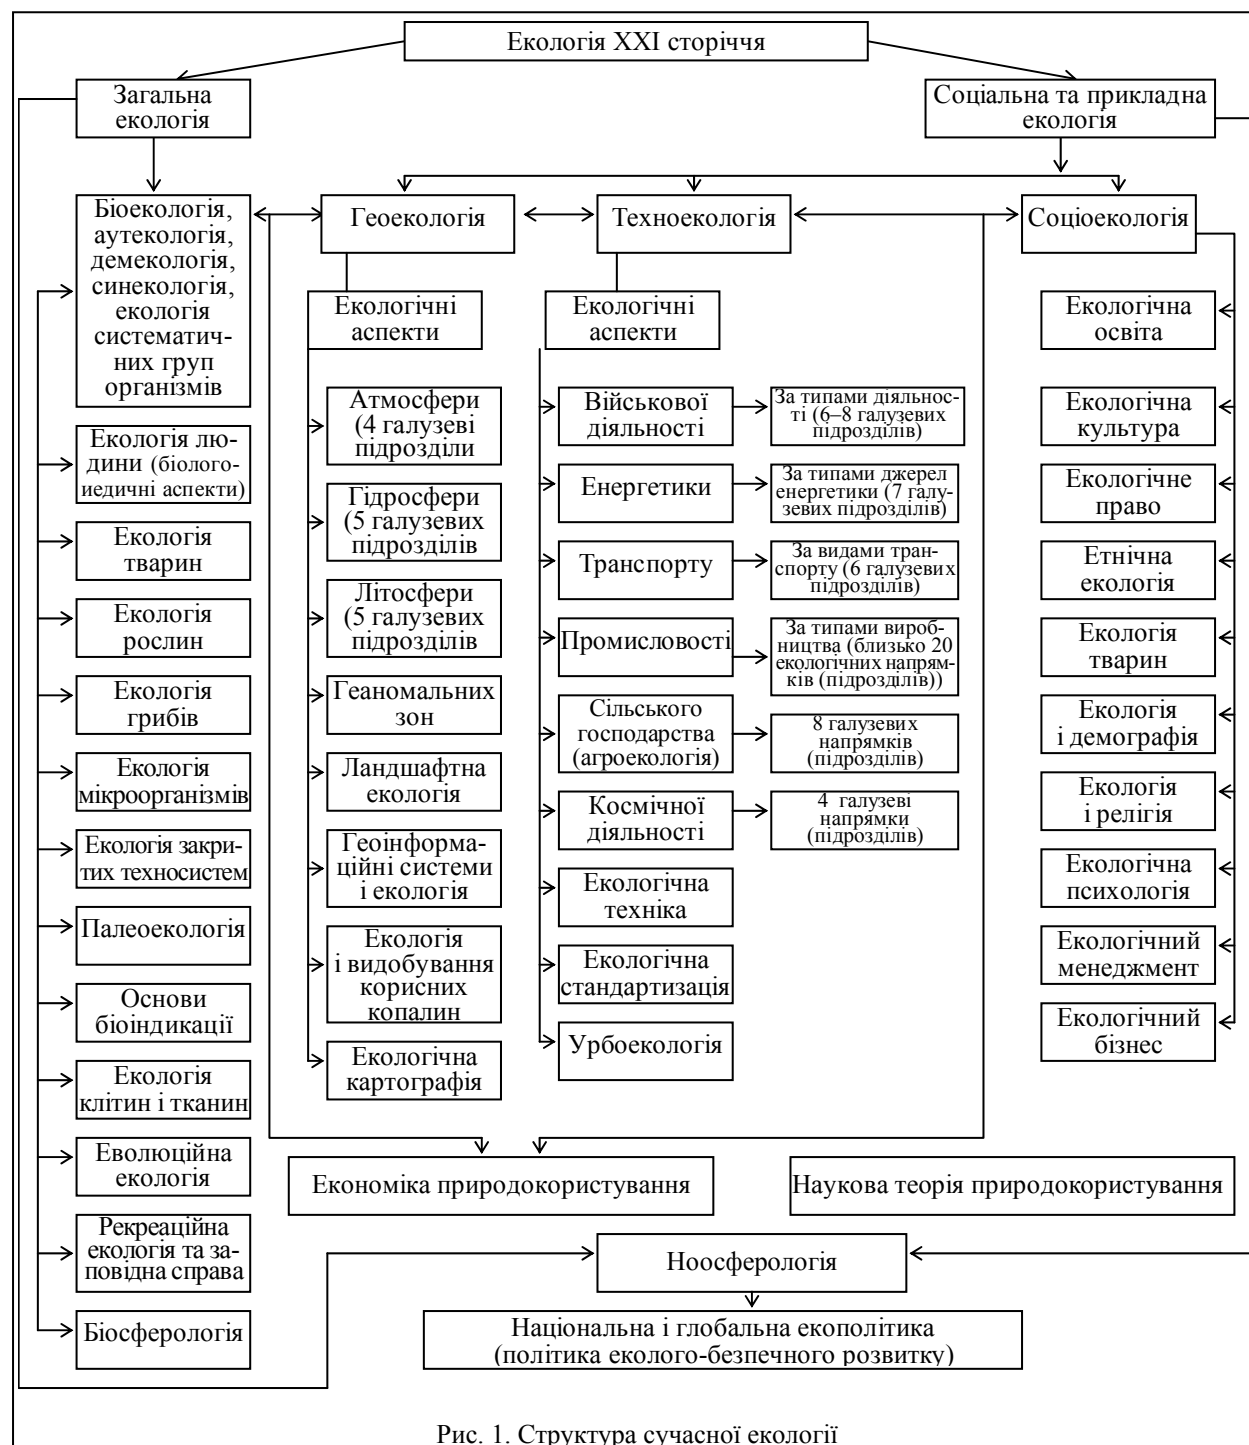 Екологія XXI сторіччя
Загальна
екологія
Соціальна та прикладна
екологія
Біоекологія,
аутекологія,
демекологія,
синекологія,
екологія
систематич-
них груп
організмів
Геоекологія
Техноекологія
Соціоекологія
Екологія лю-
дини (біолого-
иедичні аспекти)
Екологія
тварин
Екологія
рослин
Екологія
грибів
Екологія
мікроорганізмів
Екологія закри-
тих техносистем
Палеоекологія
Основи
біоіндикації
Екологія
клітин і тканин
Еволюційна
екологія
Рекреаційна
екологія та за-
повідна справа
Біосферологія
Екологічні
аспекти
Атмосфери
(4 галузеві
підрозділи
Гідросфери
(5 галузевих
підрозділів
Літосфери
(5 галузевих
підрозділів
Геаномальних
зон
Ландшафтна
екологія
Геоінформа-
ційні системи
і екологія
Екологія
і видобування
корисних
копалин
Екологічна
картографія
Екологічні
аспекти
Військової
діяльності
За типами діяльнос-
ті (6–8 галузевих
підрозділів)
Енергетики
За типами джерел
енергетики (7 галу-
зевих підрозділів)
Транспорту
За видами тран-
спорту (6 галузевих
підрозділів)
Промисловості
За типами вироб-
ництва (близько 20
екологічних напрям-
ків (підрозділів))
Сільського
господарства
(агроекологія)
8 галузевих
напрямків
(підрозділів)
Космічної
діяльності
4 галузеві
напрямки
(підрозділів)
Екологічна
техніка
Екологічна
стандартизація
Урбоекологія
Екологічна
освіта
Екологічна
культура
Екологічне
право
Етнічна
екологія
Екологія
тварин
Екологія
і демографія
Екологія
і релігія
Екологічна
психологія
Екологічний
менеджмент
Екологічний
бізнес
Економіка природокористування
Наукова теорія природокористування
Ноосферологія
Національна і глобальна екополітика
(політика еколого-безпечного розвитку)
Рис. 1. Структура сучасної екології